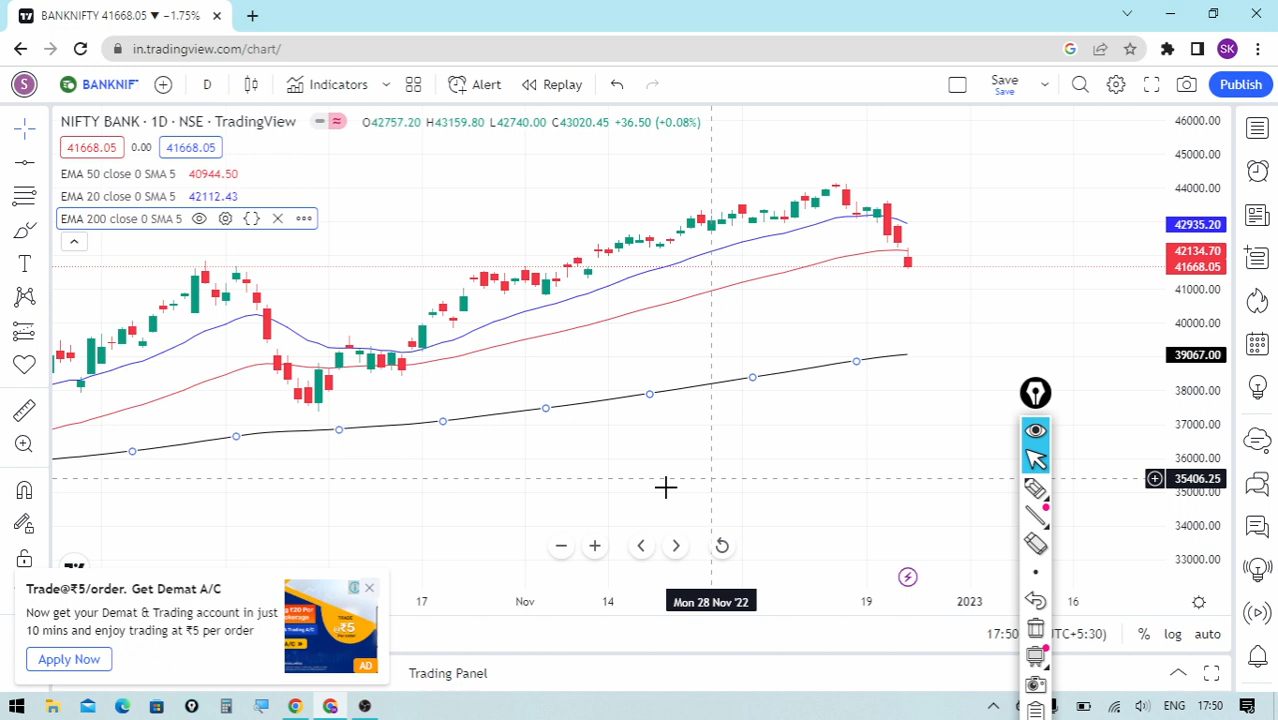 BANKNIFTY 41668.05 ▼ −1.75%
in.tradingview.com/chart/
SK
S
BANKNIF
D
Indicators
Alert
Replay
Save
Save
Publish
NIFTY BANK · 1D · NSE · TradingView
O42757.20 H43159.80 L42740.00 C43020.45 +36.50 (+0.08%)
41668.05 0.00 41668.05
EMA 50 close 0 SMA 5 40944.50
EMA 20 close 0 SMA 5 42112.43
EMA 200 close 0 SMA 5
46000.00
45000.00
44000.00
42935.20
42134.70
41668.05
41000.00
40000.00
39067.00
38000.00
37000.00
36000.00
35406.25
35000.00
34000.00
33000.00
17 Nov 14 Mon 28 Nov '22 19 2023 16
Trade@₹5/order. Get Demat A/C
Now get your Demat & Trading account in just
10 mins and enjoy trading at ₹5 per order
Apply Now
AD
17:50
UTC+5:30)
% log auto
Trading Panel
ENG 17:50